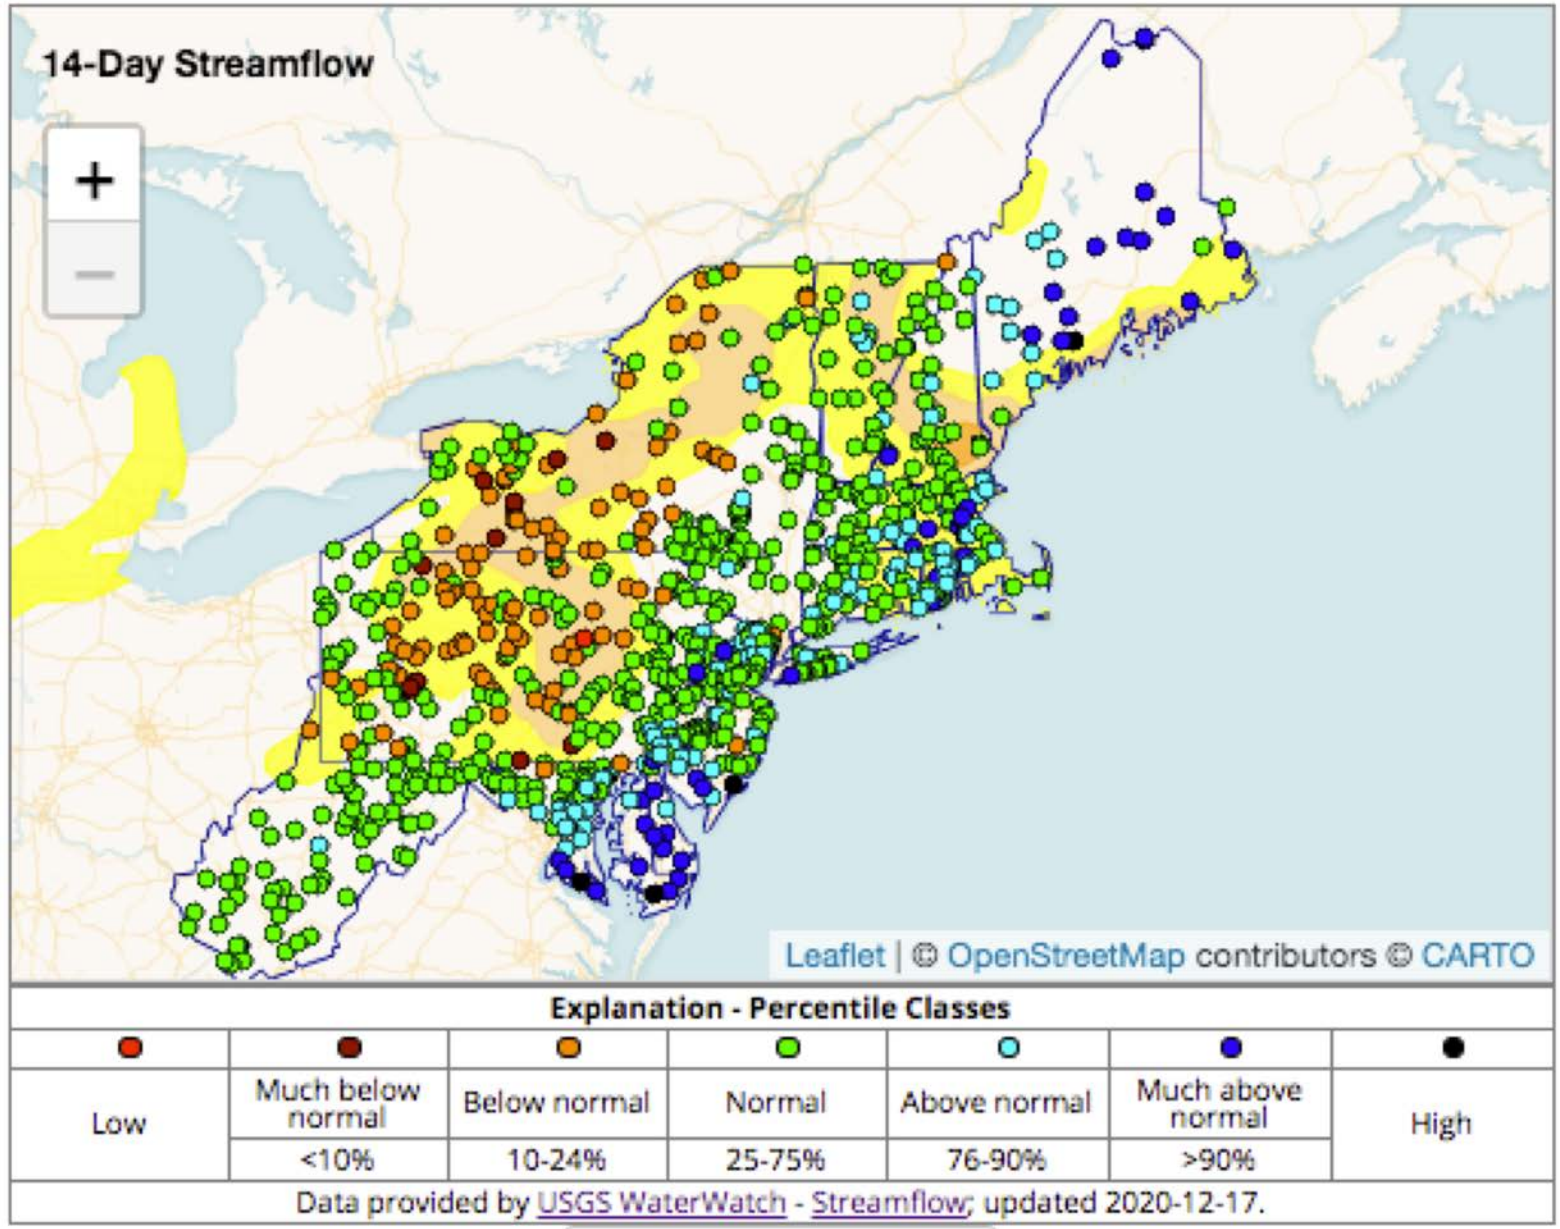 14-Day Streamflow
+
−
Leaflet | © OpenStreetMap contributors © CARTO
Explanation - Percentile Classes
Low
Much below normal
Below normal
Normal
Above normal
Much above normal
High
<10%
10-24%
25-75%
76-90%
>90%
Data provided by USGS WaterWatch - Streamflow; updated 2020-12-17.